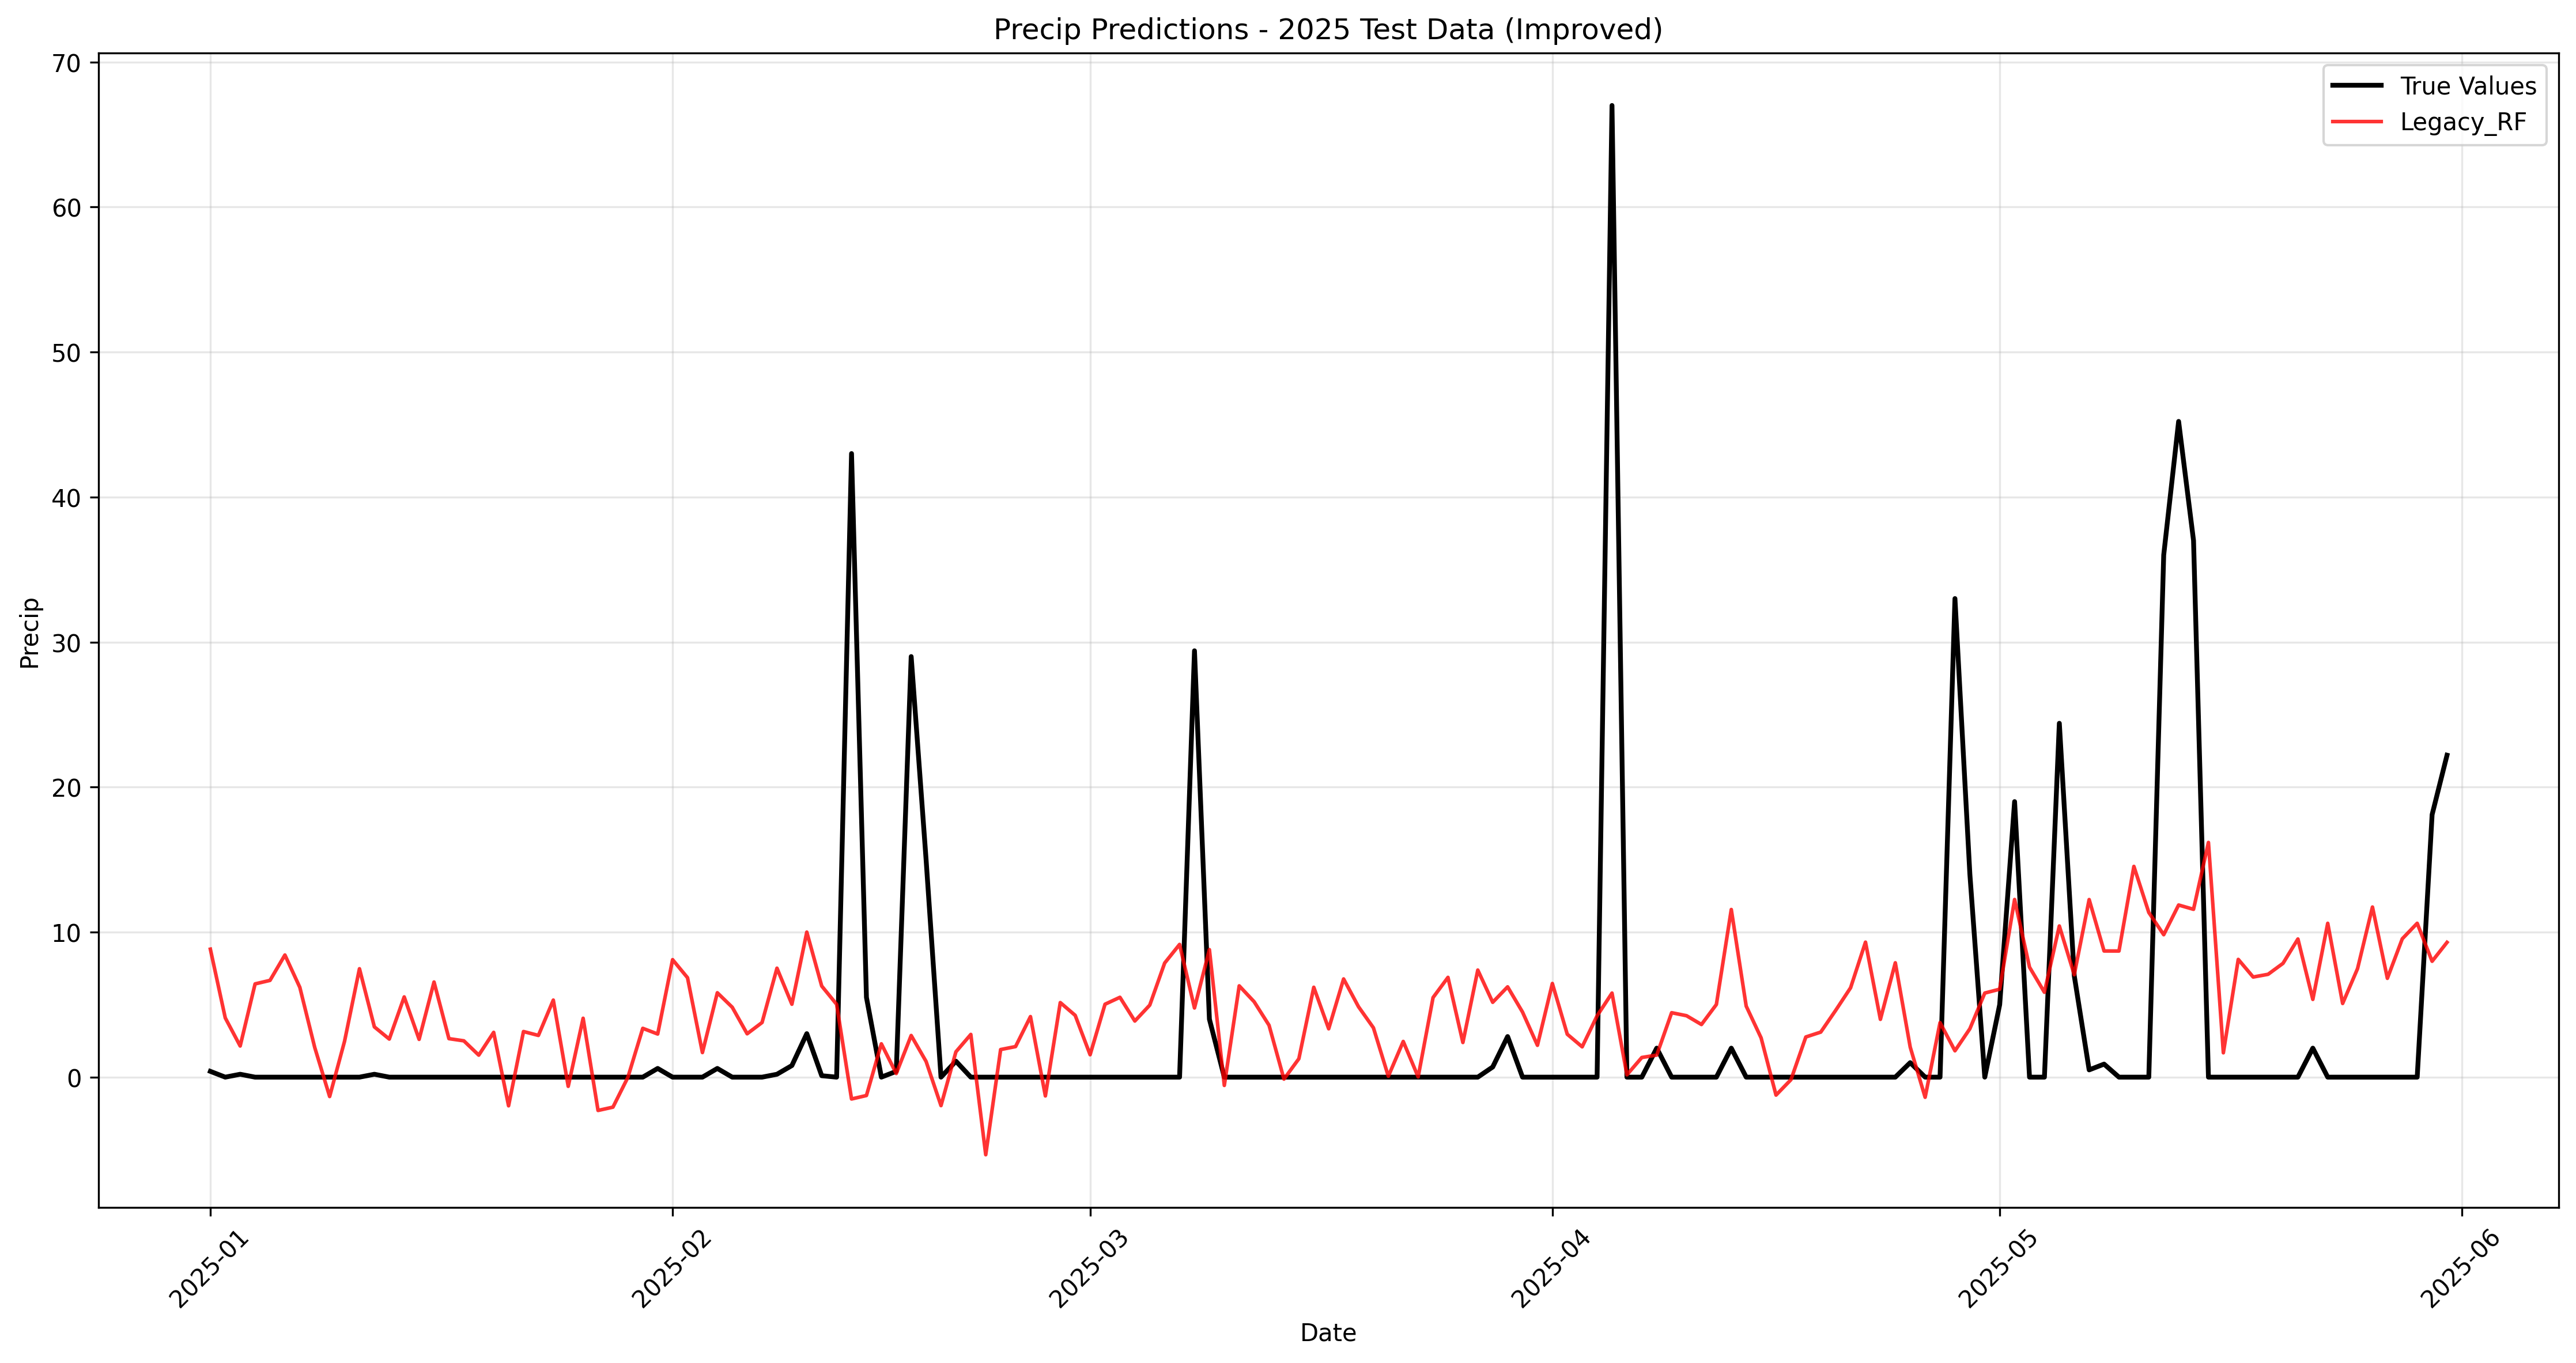 Precip Predictions - 2025 Test Data (Improved)
True Values
Legacy_RF
Precip
70
60
50
40
30
20
10
0
2025-01
2025-02
2025-03
2025-04
2025-05
2025-06
Date